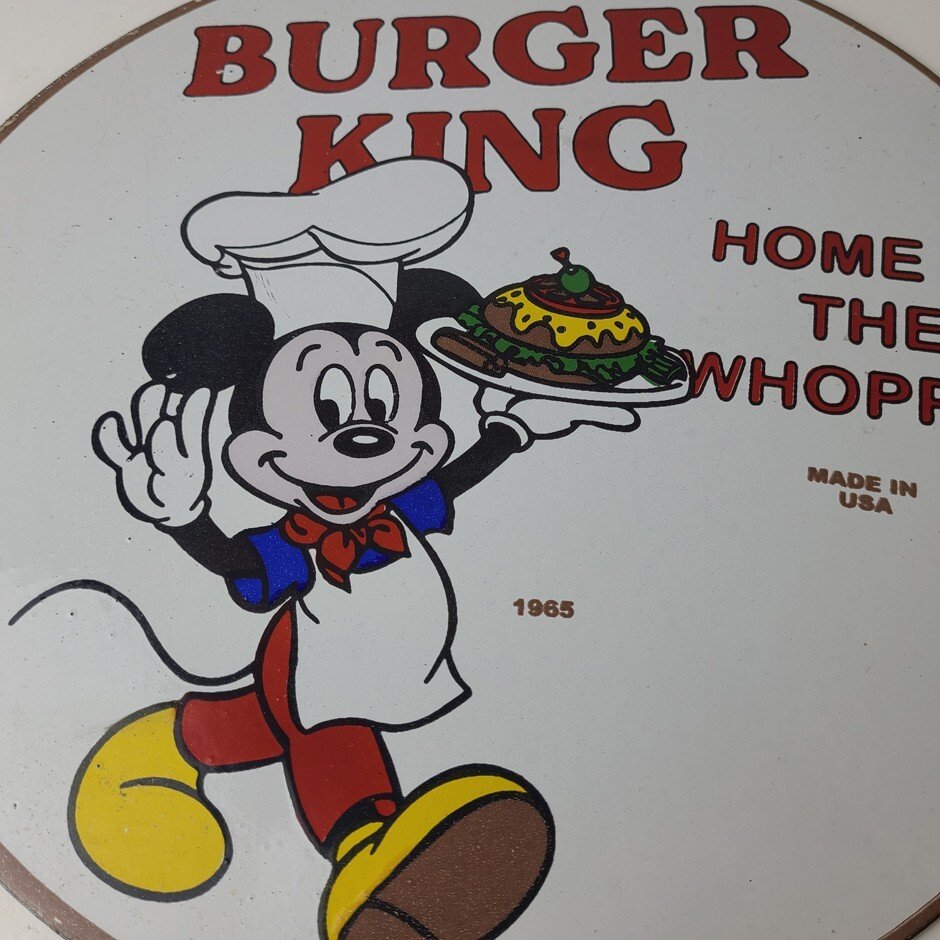 BURGER
KING
HOME
THE
WHOPP
MADE IN
USA
1965